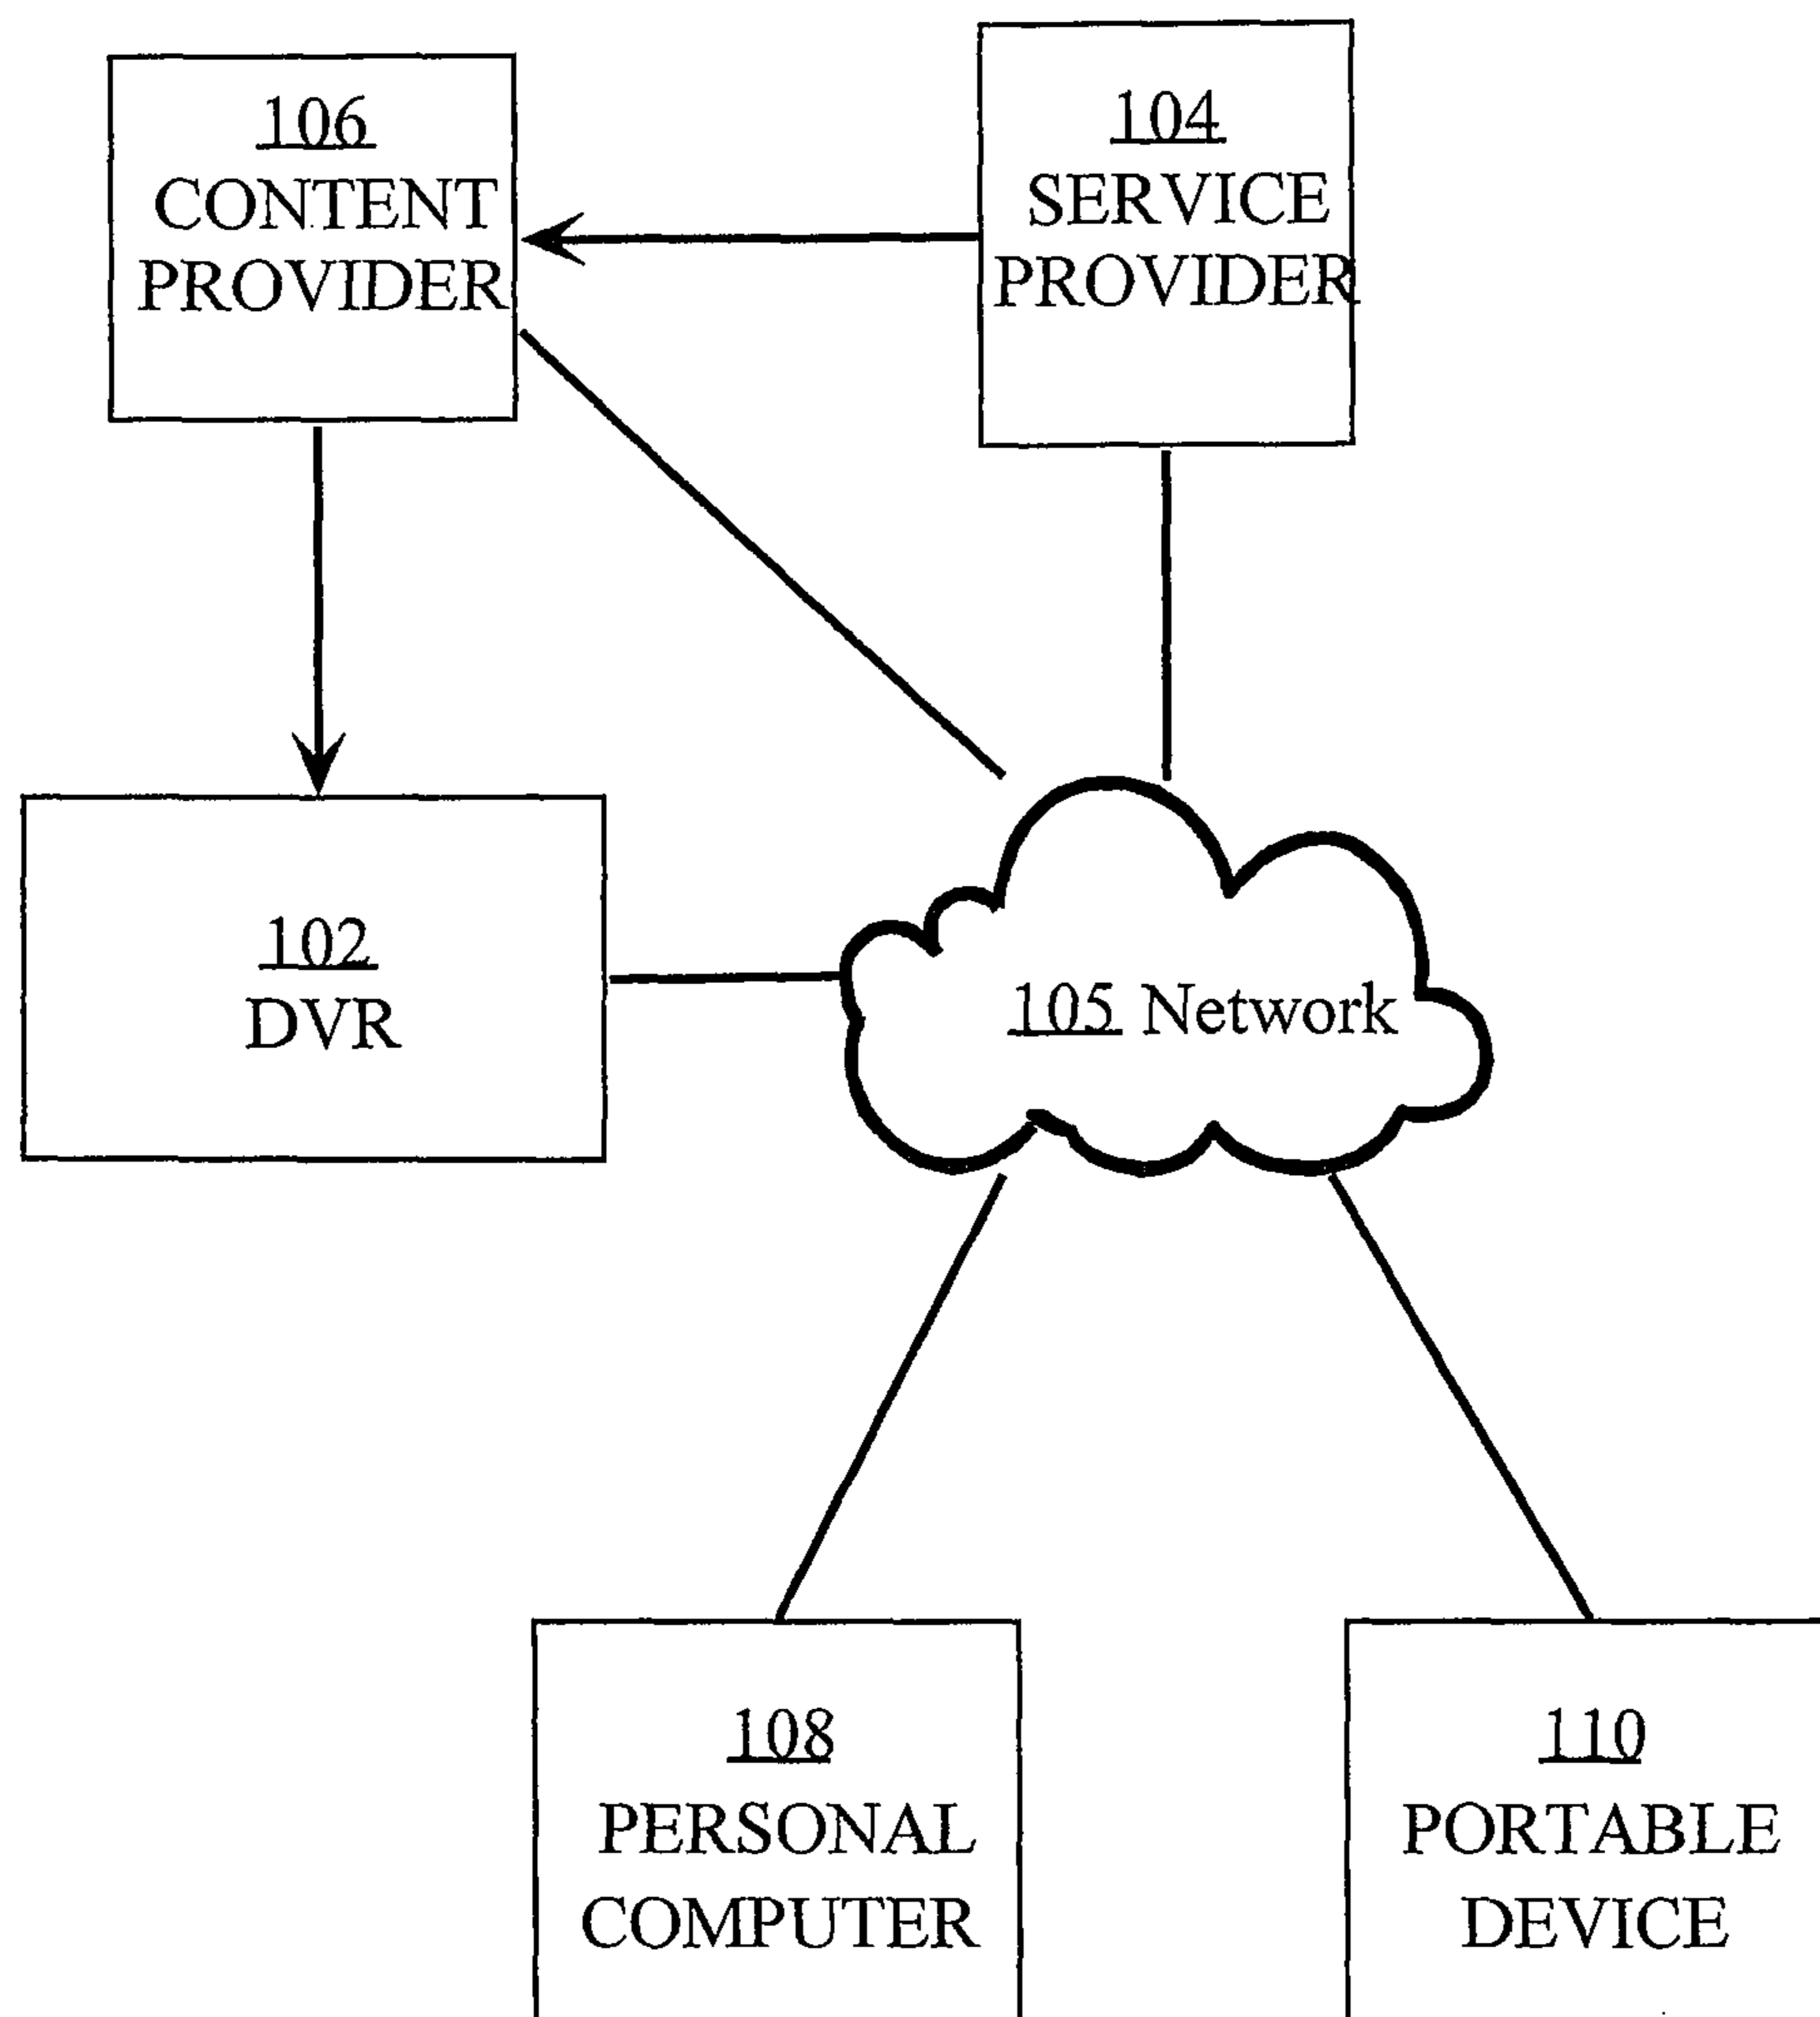 106
CONTENT
PROVIDER
104
SERVICE
PROVIDER
102
DVR
105 Network
108
PERSONAL
COMPUTER
110
PORTABLE
DEVICE